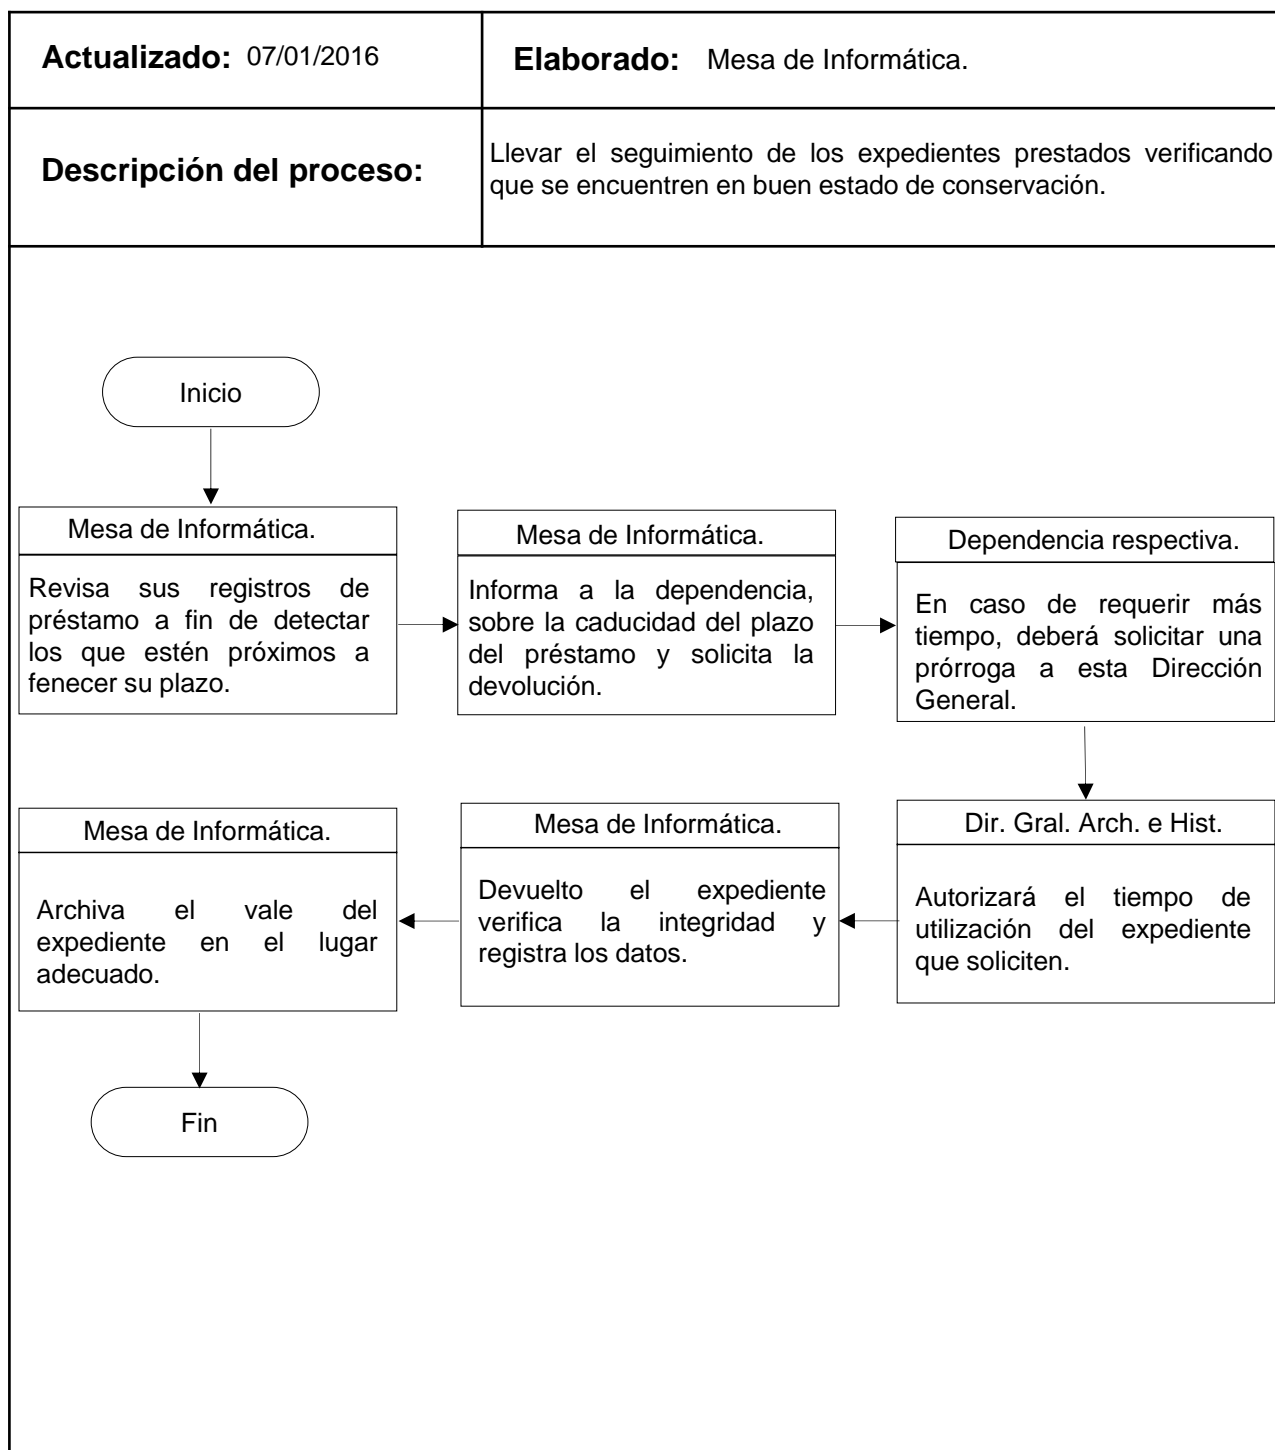 Actualizado: 07/01/2016
Elaborado: Mesa de Informática.
Descripción del proceso:
Llevar el seguimiento de los expedientes prestados verificando
que se encuentren en buen estado de conservación.
Inicio
Mesa de Informática.
Revisa sus registros de
préstamo a fin de detectar
los que estén próximos a
fenecer su plazo.
Mesa de Informática.
Informa a la dependencia,
sobre la caducidad del plazo
del préstamo y solicita la
devolución.
Dependencia respectiva.
En caso de requerir más
tiempo, deberá solicitar una
prórroga a esta Dirección
General.
Dir. Gral. Arch. e Hist.
Autorizará el tiempo de
utilización del expediente
que soliciten.
Mesa de Informática.
Devuelto el expediente
verifica la integridad y
registra los datos.
Mesa de Informática.
Archiva el vale del
expediente en el lugar
adecuado.
Fin